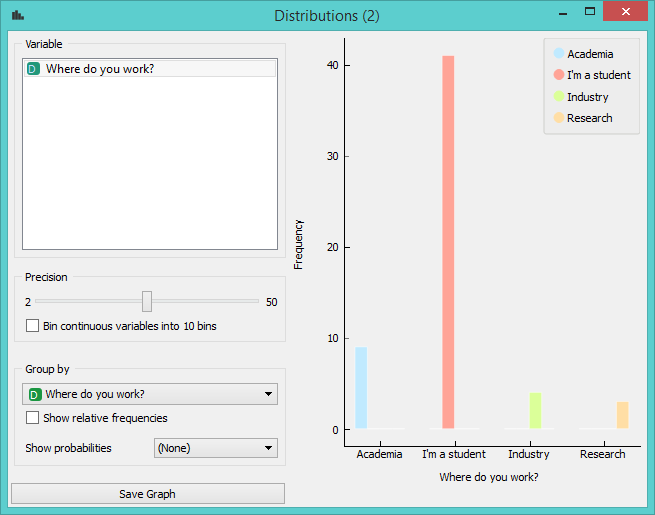 Distributions (2)
Variable
D Where do you work?
Precision
2 50
Bin continuous variables into 10 bins
Group by
D Where do you work?
Show relative frequencies
Show probabilities (None)
Save Graph
Frequency
40
30
20
10
0
Academia I'm a student Industry Research
Where do you work?
Academia
I'm a student
Industry
Research